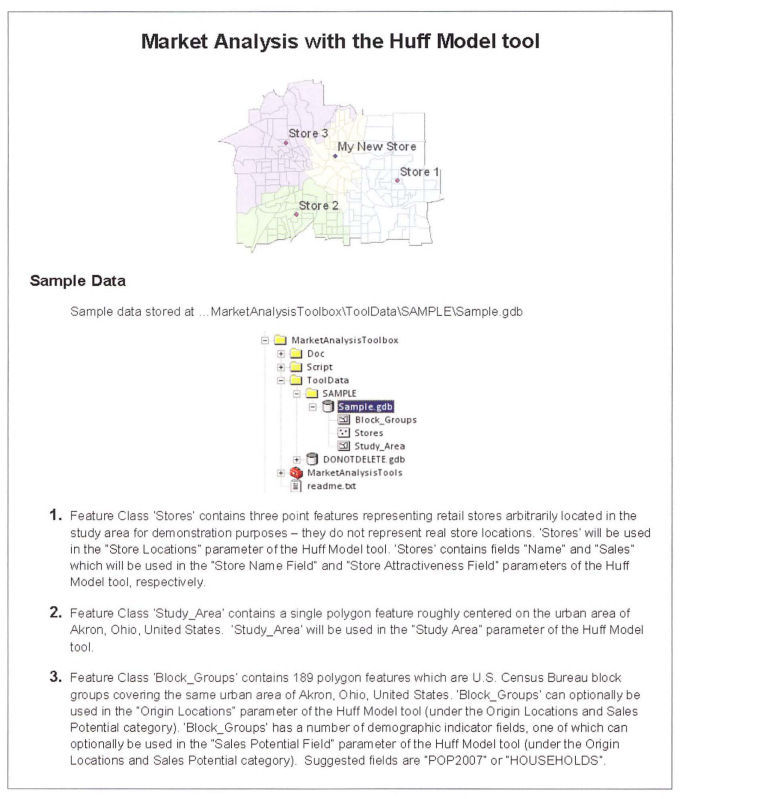 Market Analysis with the Huff Model tool
Store 3
My New Store
Store 1
Store 2
Sample Data
Sample data stored at ...MarketAnalysisToolbox\ToolData\SAMPLE\Sample.gdb
MarketAnalysisToolbox
Doc
Script
ToolData
SAMPLE
Sample.gdb
Block_Groups
Stores
Study_Area
DONOTDELETE.gdb
MarketAnalysisTools
readme.txt
1. Feature Class 'Stores' contains three point features representing retail stores arbitrarily located in the
study area for demonstration purposes – they do not represent real store locations. 'Stores' will be used
in the "Store Locations" parameter of the Huff Model tool. 'Stores' contains fields "Name" and "Sales"
which will be used in the "Store Name Field" and "Store Attractiveness Field" parameters of the Huff
Model tool, respectively.
2. Feature Class 'Study_Area' contains a single polygon feature roughly centered on the urban area of
Akron, Ohio, United States. 'Study_Area' will be used in the "Study Area" parameter of the Huff Model
tool.
3. Feature Class 'Block_Groups' contains 189 polygon features which are U.S. Census Bureau block
groups covering the same urban area of Akron, Ohio, United States. 'Block_Groups' can optionally be
used in the "Origin Locations" parameter of the Huff Model tool (under the Origin Locations and Sales
Potential category). 'Block_Groups' has a number of demographic indicator fields, one of which can
optionally be used in the "Sales Potential Field" parameter of the Huff Model tool (under the Origin
Locations and Sales Potential category). Suggested fields are "POP2007" or "HOUSEHOLDS".